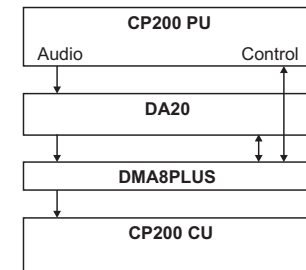 CP200 PU
Audio Control
DA20
DMA8PLUS
CP200 CU